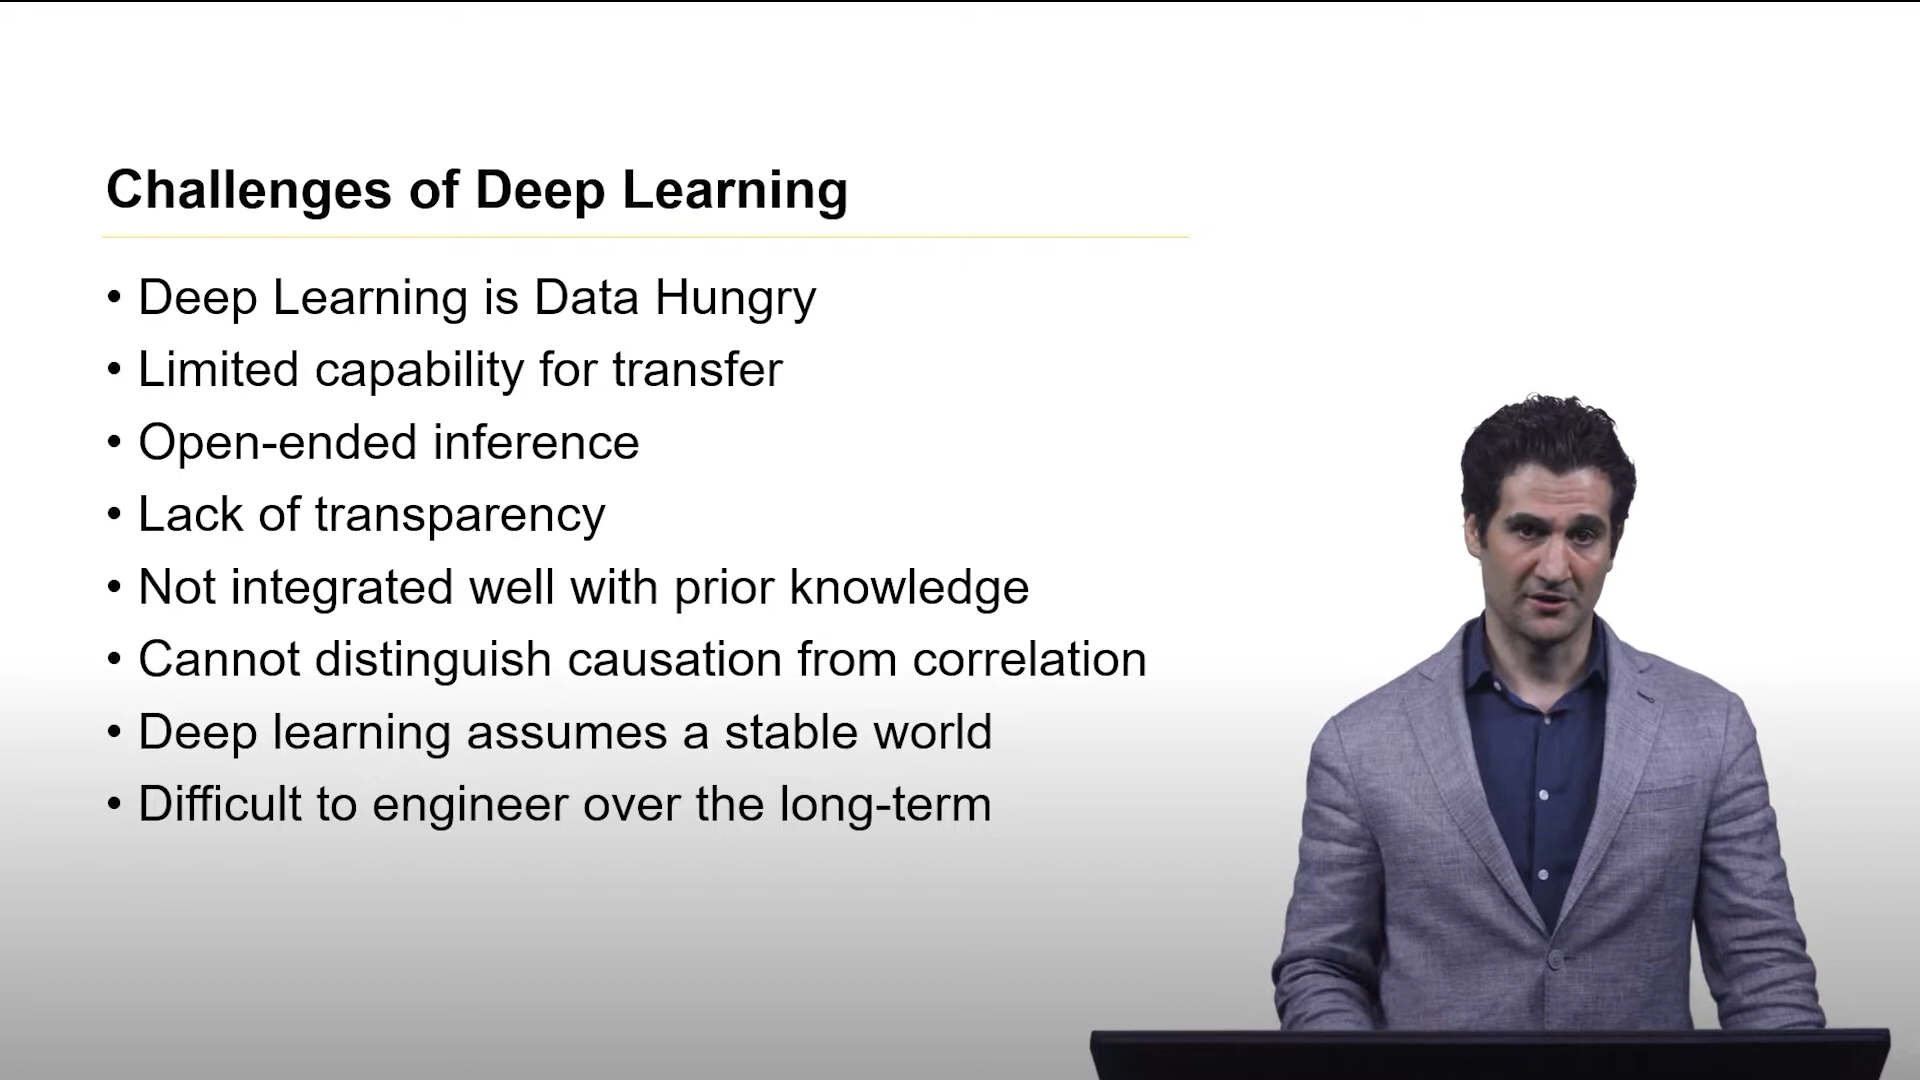 Challenges of Deep Learning
• Deep Learning is Data Hungry
• Limited capability for transfer
• Open-ended inference
• Lack of transparency
• Not integrated well with prior knowledge
• Cannot distinguish causation from correlation
• Deep learning assumes a stable world
• Difficult to engineer over the long-term